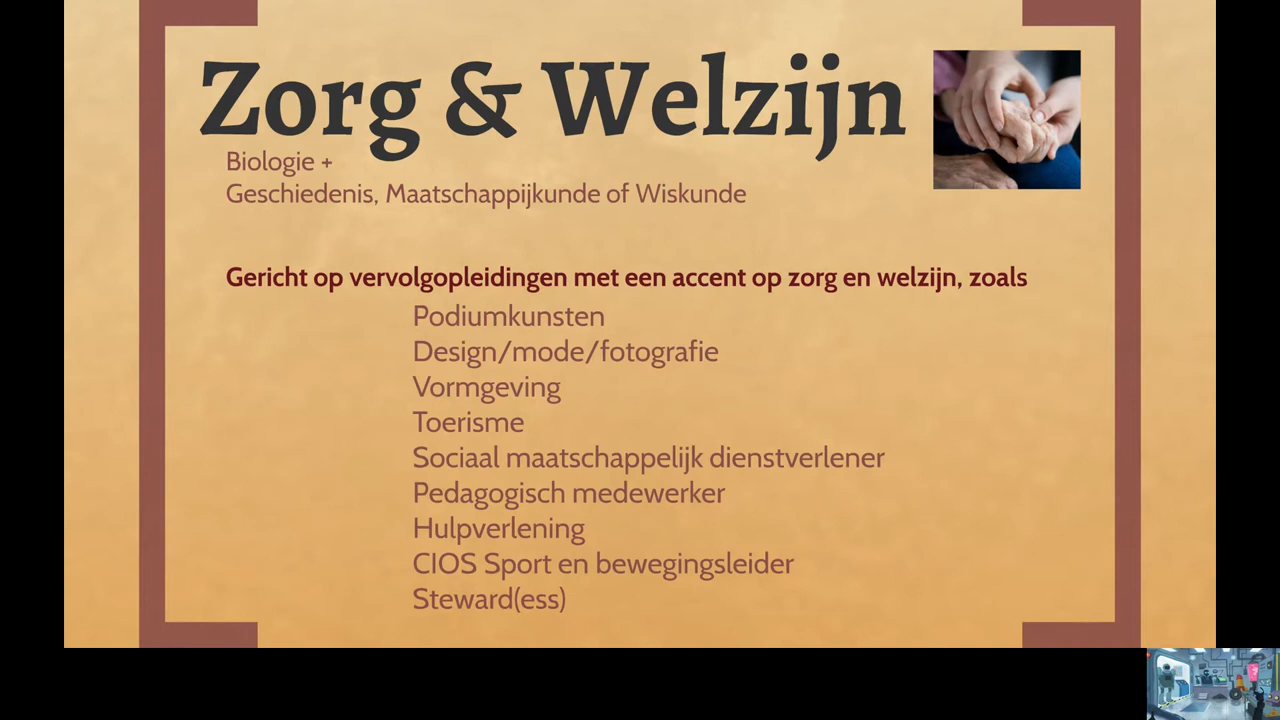 Zorg & Welzijn
Biologie +
Geschiedenis, Maatschappijkunde of Wiskunde
Gericht op vervolgopleidingen met een accent op zorg en welzijn, zoals
Podiumkunsten
Design/mode/fotografie
Vormgeving
Toerisme
Sociaal maatschappelijk dienstverlener
Pedagogisch medewerker
Hulpverlening
CIOS Sport en bewegingsleider
Steward(ess)